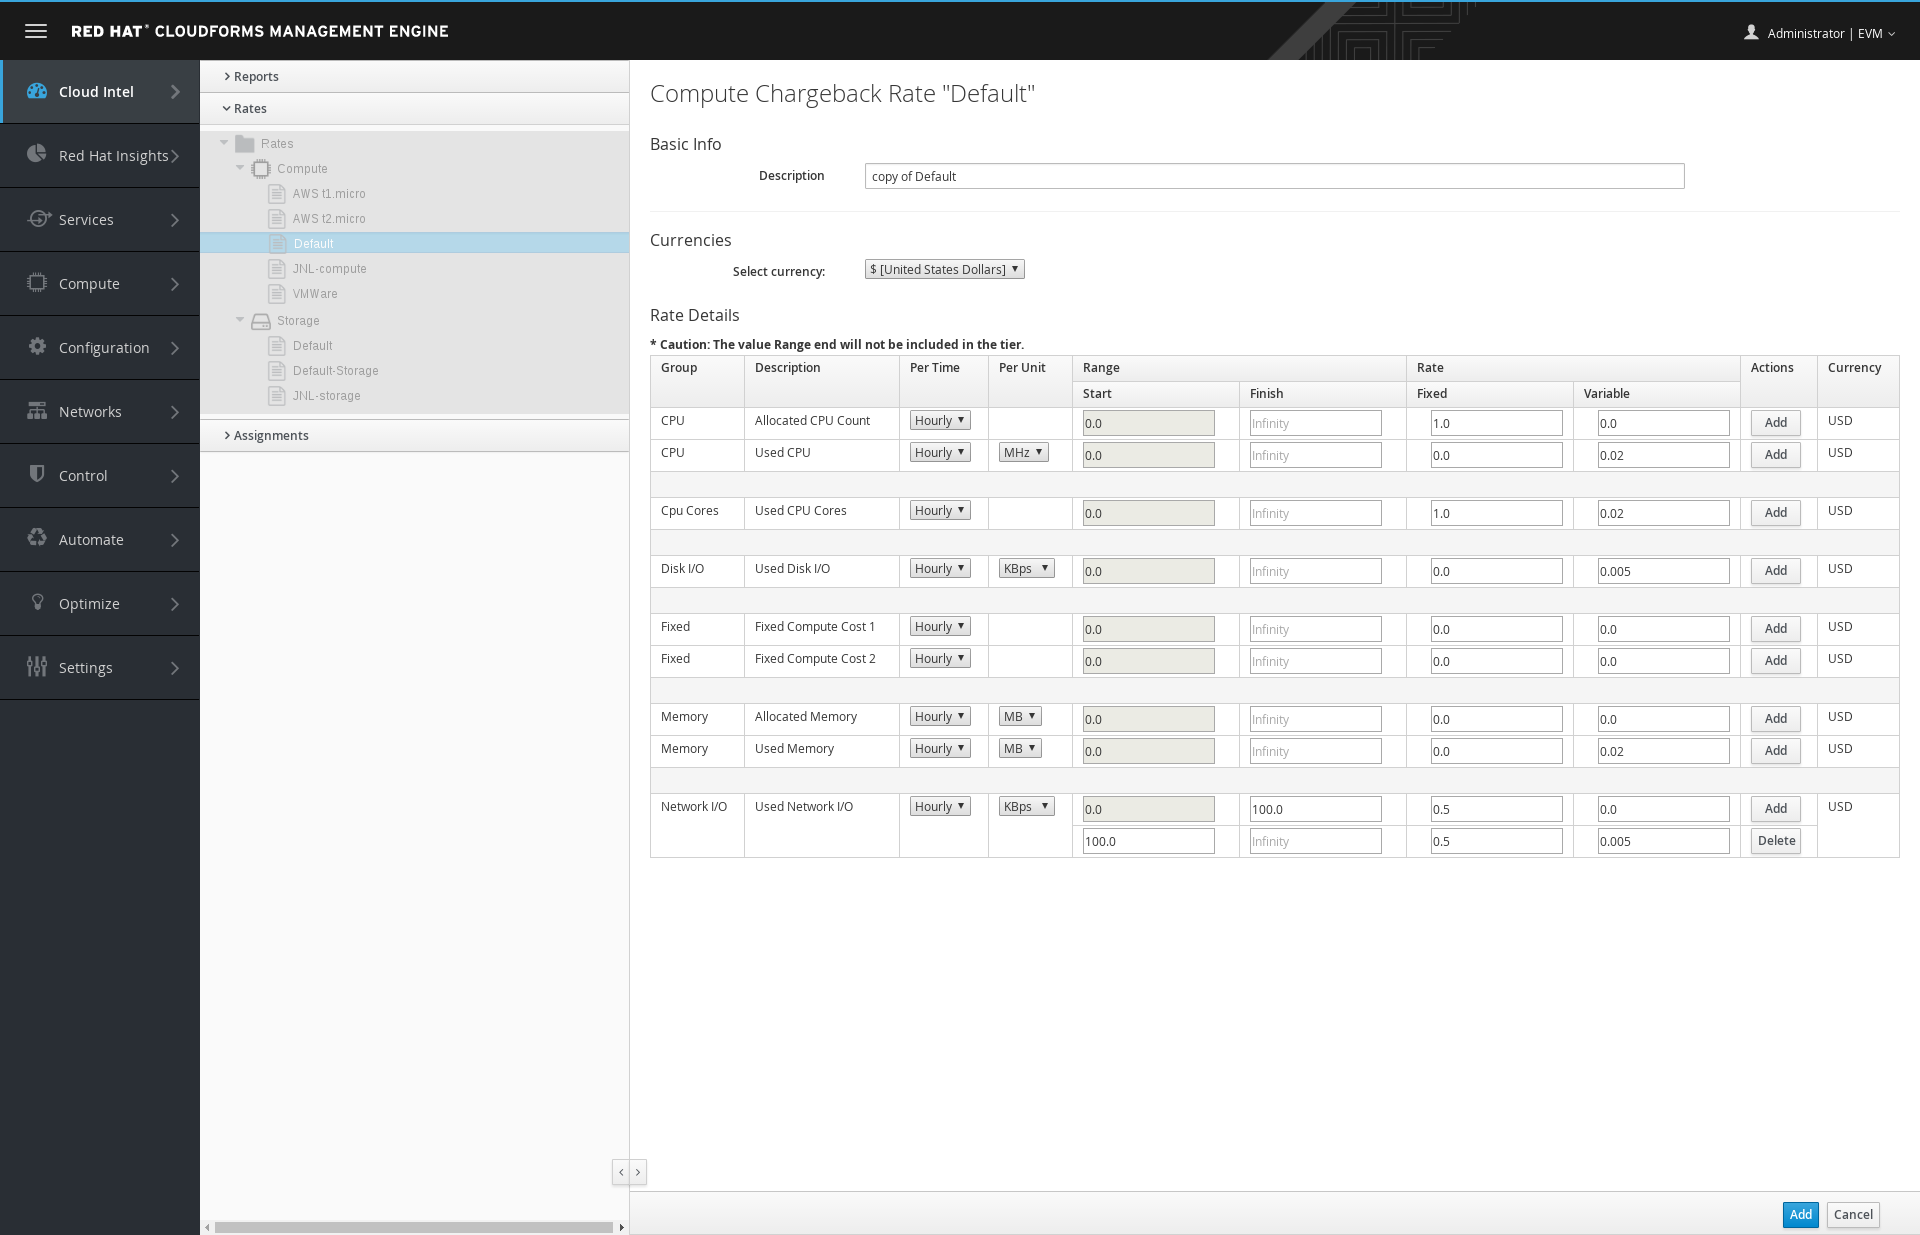 RED HAT® CLOUDFORMS MANAGEMENT ENGINE
Administrator | EVM
Cloud Intel
Red Hat Insights
Services
Compute
Configuration
Networks
Control
Automate
Optimize
Settings
Reports
Rates
Rates
Compute
AWS t1.micro
AWS t2.micro
Default
JNL-compute
VMWare
Storage
Default
Default-Storage
JNL-storage
Assignments
Compute Chargeback Rate "Default"
Basic Info
Description copy of Default
Currencies
Select currency: $ [United States Dollars]
Rate Details
* Caution: The value Range end will not be included in the tier.
Group Description Per Time Per Unit Range Rate Actions Currency
Start Finish Fixed Variable
CPU Allocated CPU Count Hourly 0.0 Infinity 1.0 0.0 Add USD
CPU Used CPU Hourly MHz 0.0 Infinity 0.0 0.02 Add USD
Cpu Cores Used CPU Cores Hourly 0.0 Infinity 1.0 0.02 Add USD
Disk I/O Used Disk I/O Hourly KBps 0.0 Infinity 0.0 0.005 Add USD
Fixed Fixed Compute Cost 1 Hourly 0.0 Infinity 0.0 0.0 Add USD
Fixed Fixed Compute Cost 2 Hourly 0.0 Infinity 0.0 0.0 Add USD
Memory Allocated Memory Hourly MB 0.0 Infinity 0.0 0.0 Add USD
Memory Used Memory Hourly MB 0.0 Infinity 0.0 0.02 Add USD
Network I/O Used Network I/O Hourly KBps 0.0 100.0 0.5 0.0 Add USD
100.0 Infinity 0.5 0.005 Delete
Add Cancel